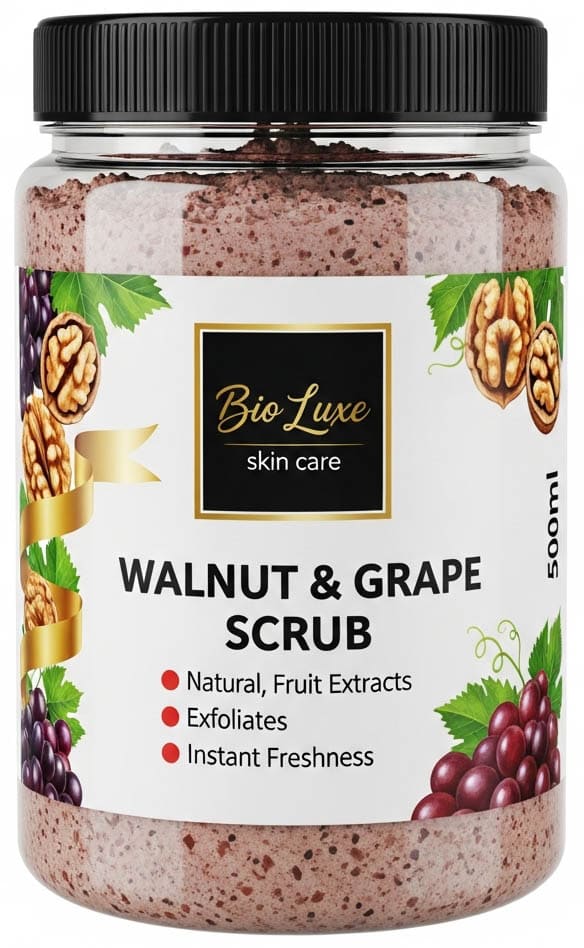 Bio Luxe
skin care
WALNUT & GRAPE
SCRUB
Natural, Fruit Extracts
Exfoliates
Instant Freshness
500ml